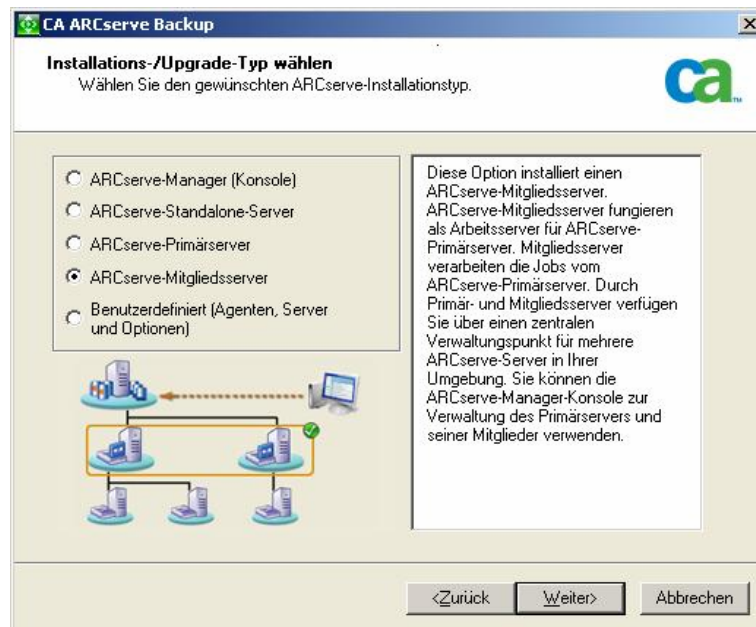 CA ARCserve Backup
Installations-/Upgrade-Typ wählen
Wählen Sie den gewünschten ARCserve-Installationstyp.
ca
ARCserve-Manager (Konsole)
ARCserve-Standalone-Server
ARCserve-Primärserver
ARCserve-Mitgliedsserver
Benutzerdefiniert (Agenten, Server
und Optionen)
Diese Option installiert einen
ARCserve-Mitgliedsserver.
ARCserve-Mitgliedsserver fungieren
als Arbeitsserver für ARCserve-
Primärserver. Mitgliedsserver
verarbeiten die Jobs vom
ARCserve-Primärserver. Durch
Primär- und Mitgliedsserver verfügen
Sie über einen zentralen
Verwaltungspunkt für mehrere
ARCserve-Server in Ihrer
Umgebung. Sie können die
ARCserve-Manager-Konsole zur
Verwaltung des Primärservers und
seiner Mitglieder verwenden.
<Zurück
Weiter>
Abbrechen